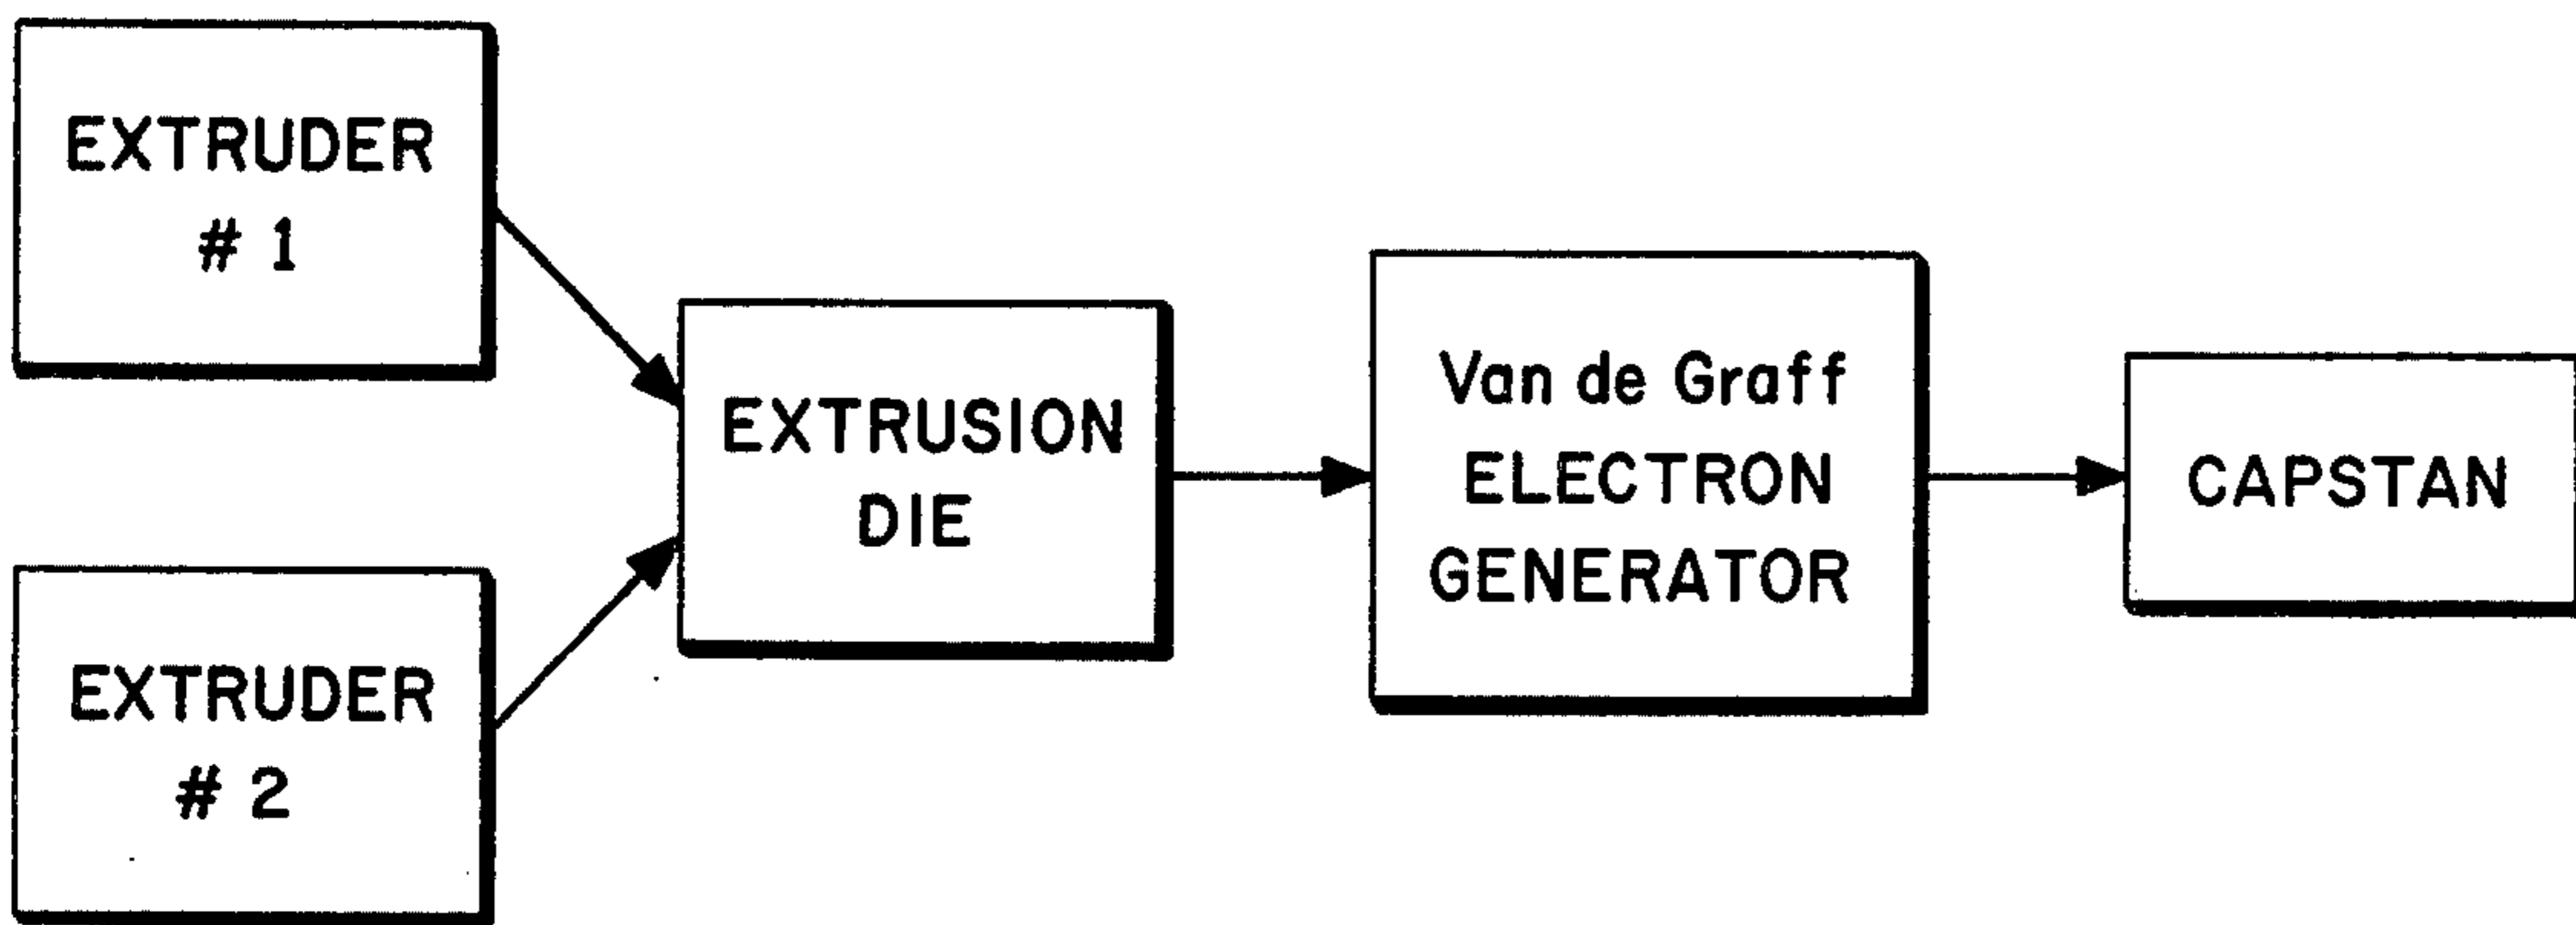 EXTRUDER
# 1
EXTRUDER
# 2
EXTRUSION
DIE
Van de Graff
ELECTRON
GENERATOR
CAPSTAN